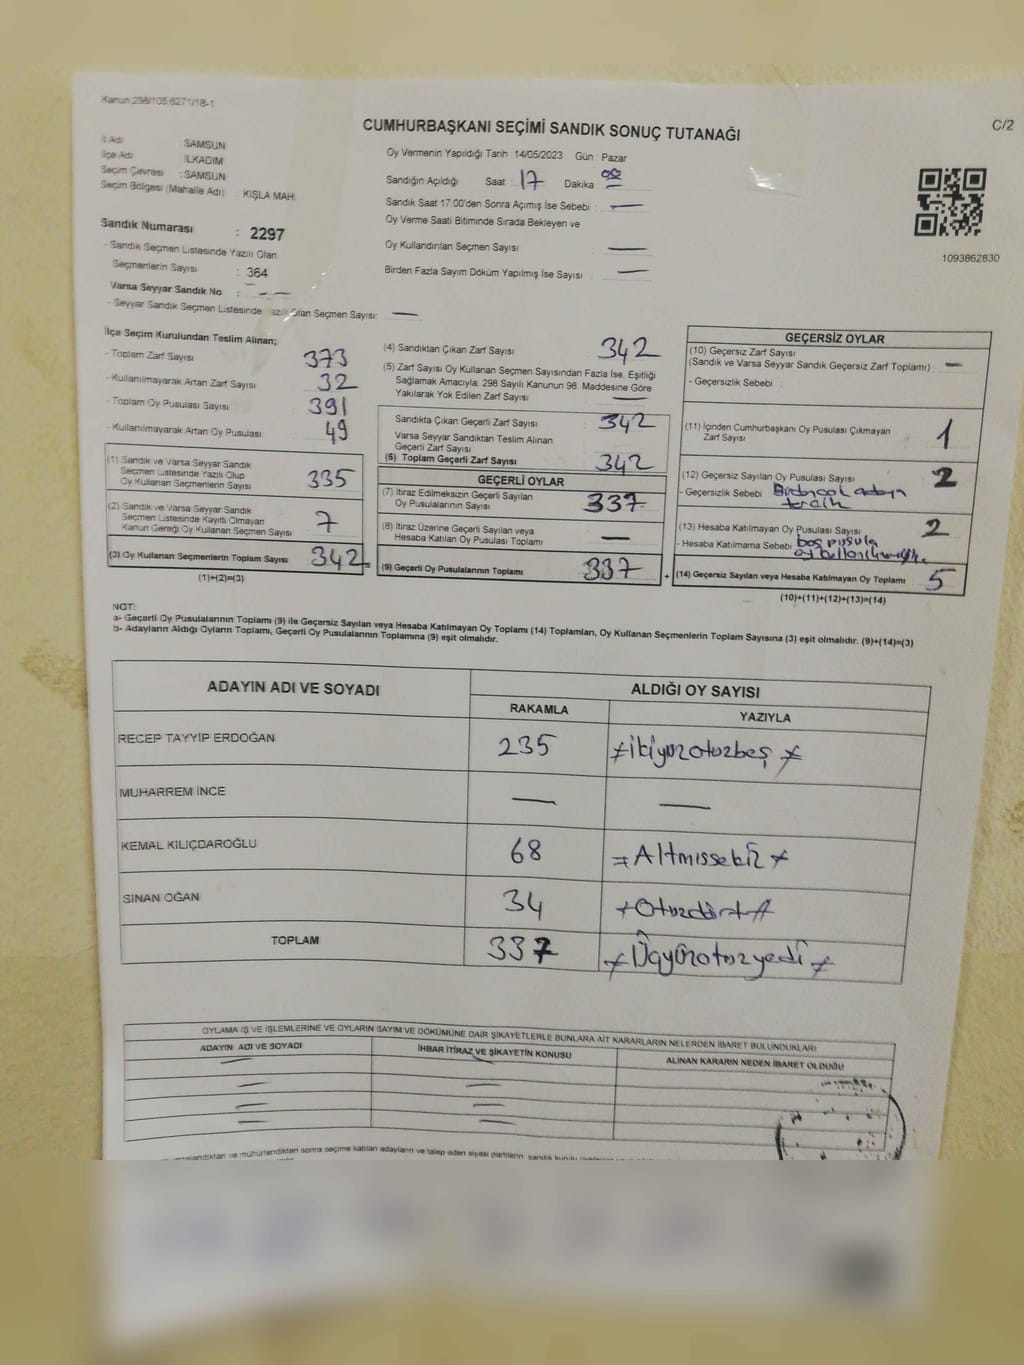 Kanun:298/105,6271/18-1
C/2
CUMHURBAŞKANI SEÇİMİ SANDIK SONUÇ TUTANAĞI
İl Adı : SAMSUN
İlçe Adı : İLKADIM
Seçim Çevresi : SAMSUN
Seçim Bölgesi (Mahalle Adı) : KIŞLA MAH.
Sandık Numarası : 2297
- Sandık Seçmen Listesinde Yazılı Olan
Seçmenlerin Sayısı : 364
Varsa Seyyar Sandık No : —
- Seyyar Sandık Seçmen Listesinde Yazılı Olan Seçmen Sayısı: —
Oy Vermenin Yapıldığı Tarih :14/05/2023 Gün : Pazar
Sandığın Açıldığı Saat : 17 Dakika : 00
Sandık Saat 17.00'den Sonra Açılmış İse Sebebi : —
Oy Verme Saati Bitiminde Sırada Bekleyen ve
Oy Kullandırılan Seçmen Sayısı —
Birden Fazla Sayım Döküm Yapılmış İse Sayısı : —
1093862830
İlçe Seçim Kurulundan Teslim Alınan;
- Toplam Zarf Sayısı 373
- Kullanılmayarak Artan Zarf Sayısı 32
- Toplam Oy Pusulası Sayısı 391
- Kullanılmayarak Artan Oy Pusulası 49
(1) Sandık ve Varsa Seyyar Sandık
Seçmen Listesinde Yazılı Olup
Oy Kullanan Seçmenlerin Sayısı 335
(2) Sandık ve Varsa Seyyar Sandık
Seçmen Listesinde Kayıtlı Olmayan
Kanun Gereği Oy Kullanan Seçmen Sayısı 7
(3) Oy Kullanan Seçmenlerin Toplam Sayısı 342
(1)+(2)=(3)
(4) Sandıktan Çıkan Zarf Sayısı 342
(5) Zarf Sayısı Oy Kullanan Seçmen Sayısından Fazla İse, Eşitliği
Sağlamak Amacıyla; 298 Sayılı Kanunun 98. Maddesine Göre
Yakılarak Yok Edilen Zarf Sayısı —
Sandıkta Çıkan Geçerli Zarf Sayısı 342
Varsa Seyyar Sandıktan Teslim Alınan
Geçerli Zarf Sayısı
(6) Toplam Geçerli Zarf Sayısı 342
GEÇERLİ OYLAR
(7) İtiraz Edilmeksizin Geçerli Sayılan
Oy Pusulalarının Sayısı 337
(8) İtiraz Üzerine Geçerli Sayılan veya
Hesaba Katılan Oy Pusulası Toplamı —
(9) Geçerli Oy Pusulalarının Toplamı 337 +
GEÇERSİZ OYLAR
(10) Geçersiz Zarf Sayısı
(Sandık ve Varsa Seyyar Sandık Geçersiz Zarf Toplamı) : —
- Geçersizlik Sebebi :
(11) İçinden Cumhurbaşkanı Oy Pusulası Çıkmayan
Zarf Sayısı 1
(12) Geçersiz Sayılan Oy Pusulası Sayısı 2
- Geçersizlik Sebebi
tercih
(13) Hesaba Katılmayan Oy Pusulası Sayısı 2
- Hesaba Katılmama Sebebi : boş pusula
(14) Geçersiz Sayılan veya Hesaba Katılmayan Oy Toplamı 5
(10)+(11)+(12)+(13)=(14)
NOT:
a- Geçerli Oy Pusulalarının Toplamı (9) ile Geçersiz Sayılan veya Hesaba Katılmayan Oy Toplamı (14) Toplamları, Oy Kullanan Seçmenlerin Toplam Sayısına (3) eşit olmalıdır. (9)+(14)=(3)
b- Adayların Aldığı Oyların Toplamı, Geçerli Oy Pusulalarının Toplamına (9) eşit olmalıdır.
ADAYIN ADI VE SOYADI ALDIĞI OY SAYISI
RAKAMLA YAZIYLA
RECEP TAYYİP ERDOĞAN 235 ikiyüzotuzbeş
MUHARREM İNCE — —
KEMAL KILIÇDAROĞLU 68 Altmışsekiz
SİNAN OĞAN 34 Otuzdört
TOPLAM 337 Üçyüzotuzyedi
OYLAMA İŞ VE İŞLEMLERİNE VE OYLARIN SAYIM VE DÖKÜMÜNE DAİR ŞİKAYETLERLE BUNLARA AİT KARARLARIN NELERDEN İBARET BULUNDUKLARI
ADAYIN ADI VE SOYADI İHBAR İTİRAZ VE ŞİKAYETİN KONUSU ALINAN KARARIN NEDEN İBARET OLDUĞU
ve mühürlendikten sonra seçime katılan adayların ve talep eden siyasi partilerin sandık kurulu